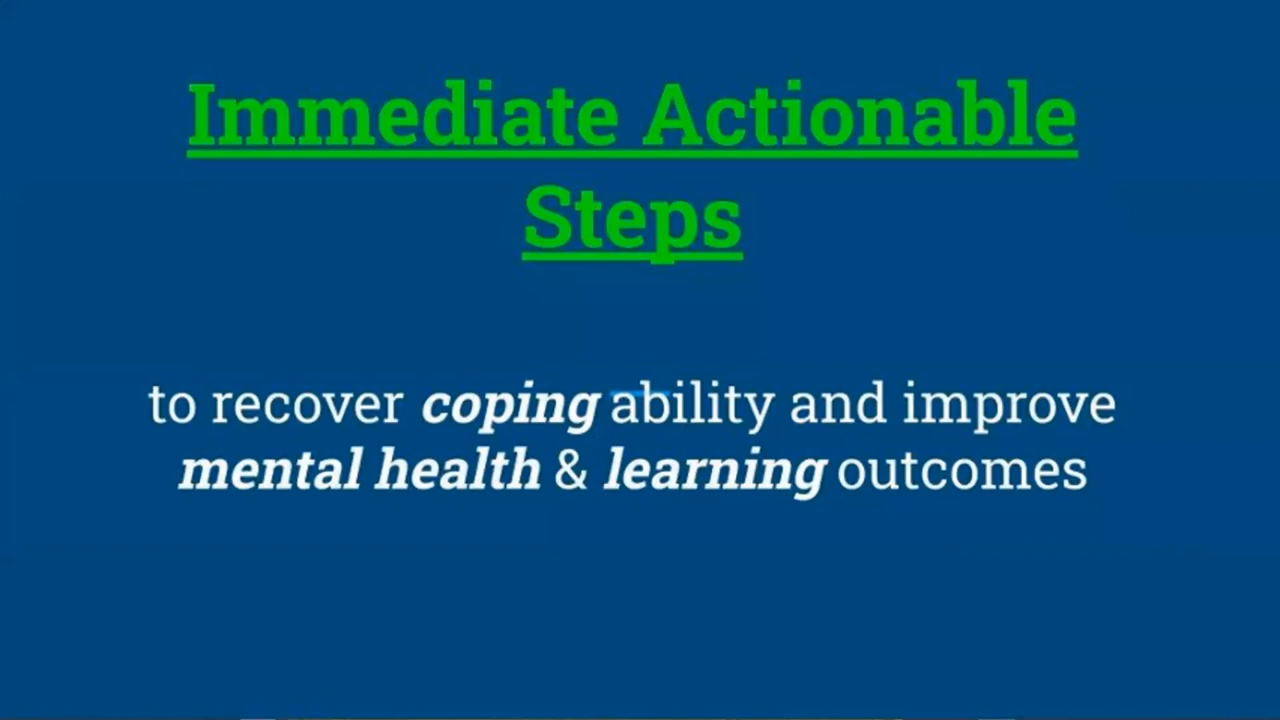 Immediate Actionable
Steps
to recover coping ability and improve
mental health & learning outcomes